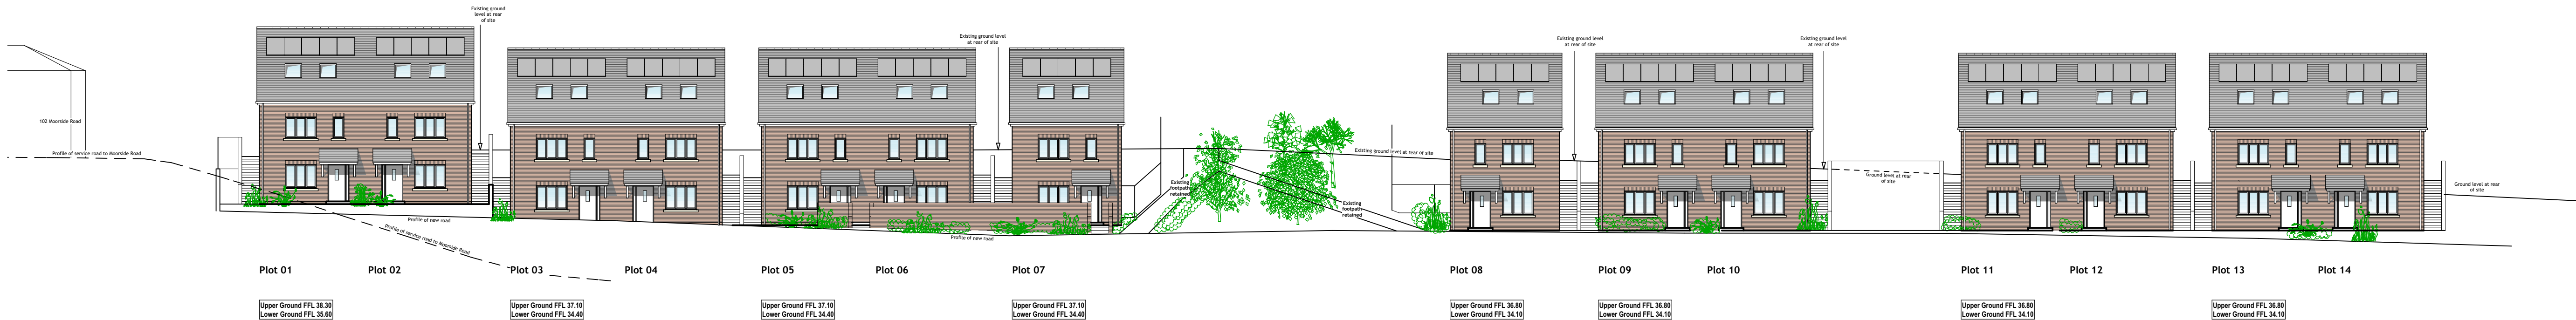 Existing ground
level at rear
of site
Existing ground level
at rear of site
Existing ground level
at rear of site
Existing ground level
at rear of site
102 Moorside Road
Profile of service road to Moorside Road
Existing ground level at rear of site
Ground level at rear
of site
Ground level at rear
of site
Existing
footpath
retained
Existing
footpath
retained
Profile of new road
Profile of service road to Moorside Road
Profile of new road
Plot 01
Plot 02
Plot 03
Plot 04
Plot 05
Plot 06
Plot 07
Plot 08
Plot 09
Plot 10
Plot 11
Plot 12
Plot 13
Plot 14
Upper Ground FFL 38.30
Lower Ground FFL 35.60
Upper Ground FFL 37.10
Lower Ground FFL 34.40
Upper Ground FFL 37.10
Lower Ground FFL 34.40
Upper Ground FFL 37.10
Lower Ground FFL 34.40
Upper Ground FFL 36.80
Lower Ground FFL 34.10
Upper Ground FFL 36.80
Lower Ground FFL 34.10
Upper Ground FFL 36.80
Lower Ground FFL 34.10
Upper Ground FFL 36.80
Lower Ground FFL 34.10